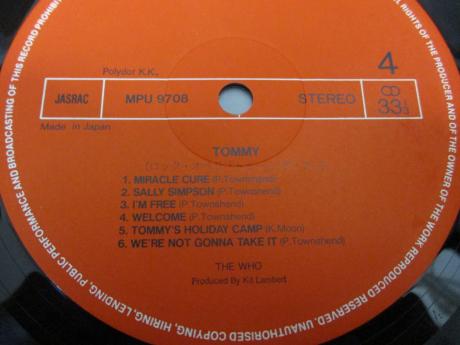 PERFORMANCE AND BROADCASTING OF THIS RECORD PROHIBI
ALL RIGHTS OF THE PRODUCER AND OF THE OWNER OF THE WORK REPRODUCED RESERVED. UNAUTHORISED COPYING, HIRING, LENDING, PUBLIC
Polydor K.K.,
4
JASRAC
MPU 9708
STEREO
33⅓
Made in Japan
TOMMY
1. MIRACLE CURE (P.Townshend)
2. SALLY SIMPSON (P.Townshend)
3. I'M FREE (P.Townshend)
4. WELCOME (P.Townshend)
5. TOMMY'S HOLIDAY CAMP (K.Moon)
6. WE'RE NOT GONNA TAKE IT (P.Townshend)
THE WHO
Produced By Kit Lambert